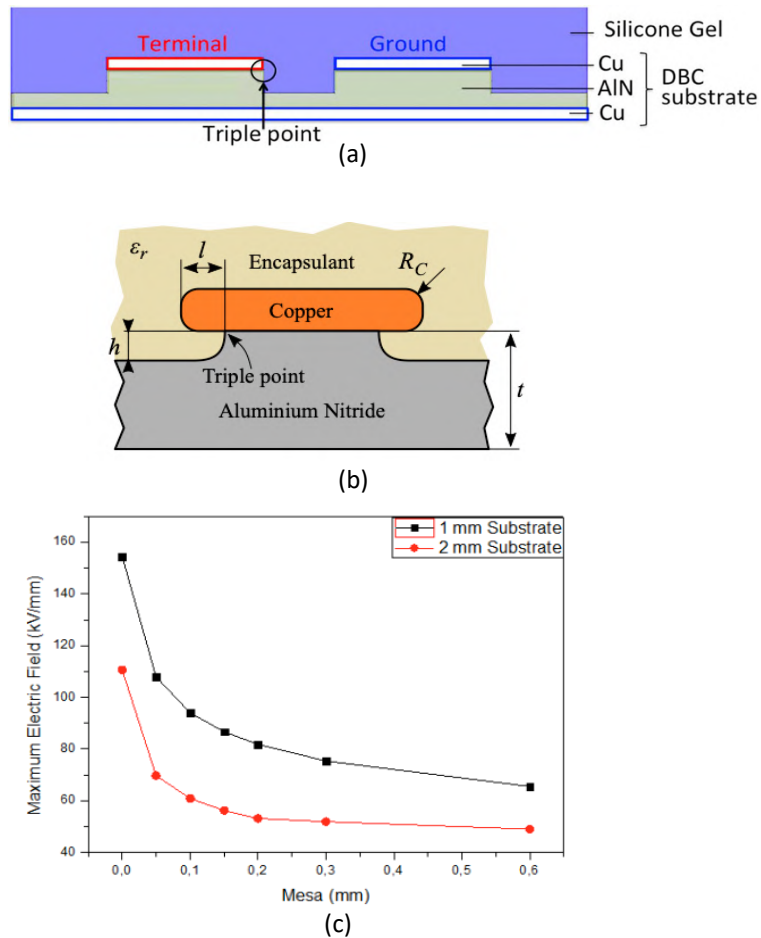 Silicone Gel
Terminal
Ground
Cu
AlN
DBC
substrate
Cu
Triple point
(a)
εr
l
Encapsulant
RC
Copper
h
Triple point
t
Aluminium Nitride
(b)
1 mm Substrate
2 mm Substrate
160
140
120
100
80
60
40
Maximum Electric Field (kV/mm)
0,0 0,1 0,2 0,3 0,4 0,5 0,6
Mesa (mm)
(c)